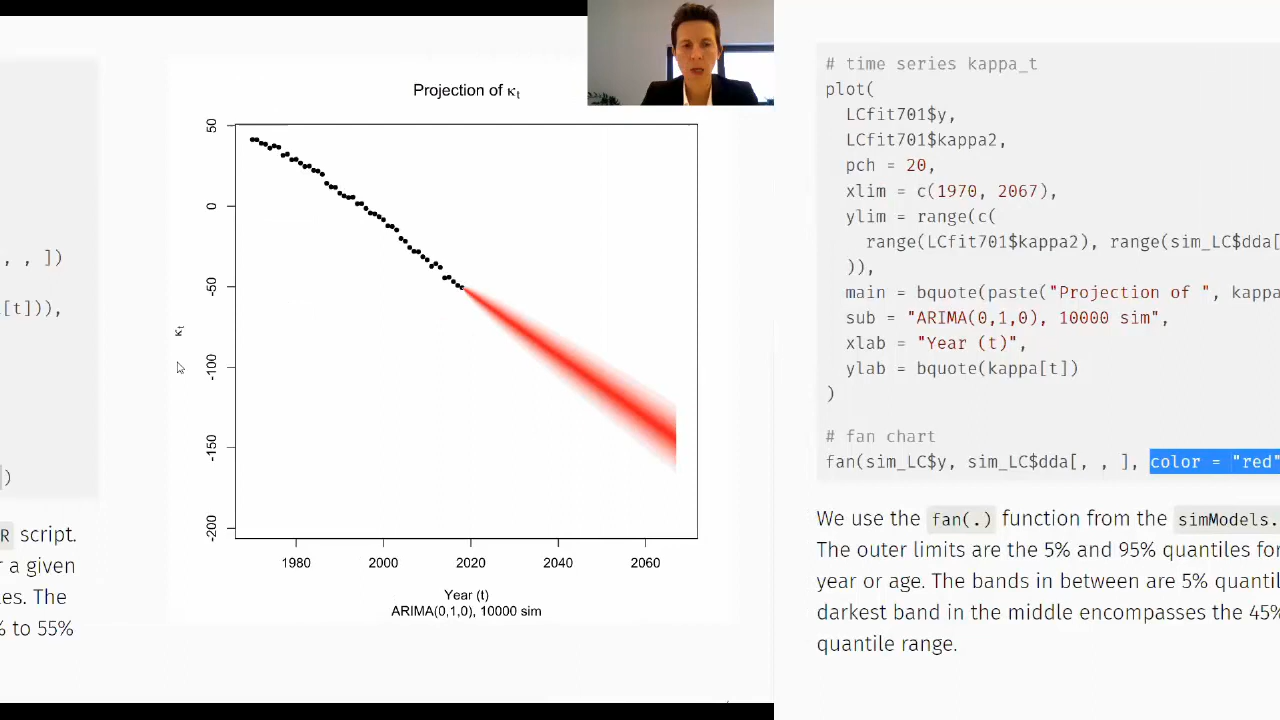 , , ])
[t])),
)
R script.
r a given
es. The
% to 55%
Projection of κt
50
0
-50
-100
-150
-200
κt
1980 2000 2020 2040 2060
Year (t)
ARIMA(0,1,0), 10000 sim
# time series kappa_t
plot(
LCfit701$y,
LCfit701$kappa2,
pch = 20,
xlim = c(1970, 2067),
ylim = range(c(
range(LCfit701$kappa2), range(sim_LC$dda[
)),
main = bquote(paste("Projection of ", kappa
sub = "ARIMA(0,1,0), 10000 sim",
xlab = "Year (t)",
ylab = bquote(kappa[t])
)
# fan chart
fan(sim_LC$y, sim_LC$dda[, , ], color = "red"
We use the fan(.) function from the simModels.
The outer limits are the 5% and 95% quantiles for
year or age. The bands in between are 5% quantil
darkest band in the middle encompasses the 45%
quantile range.